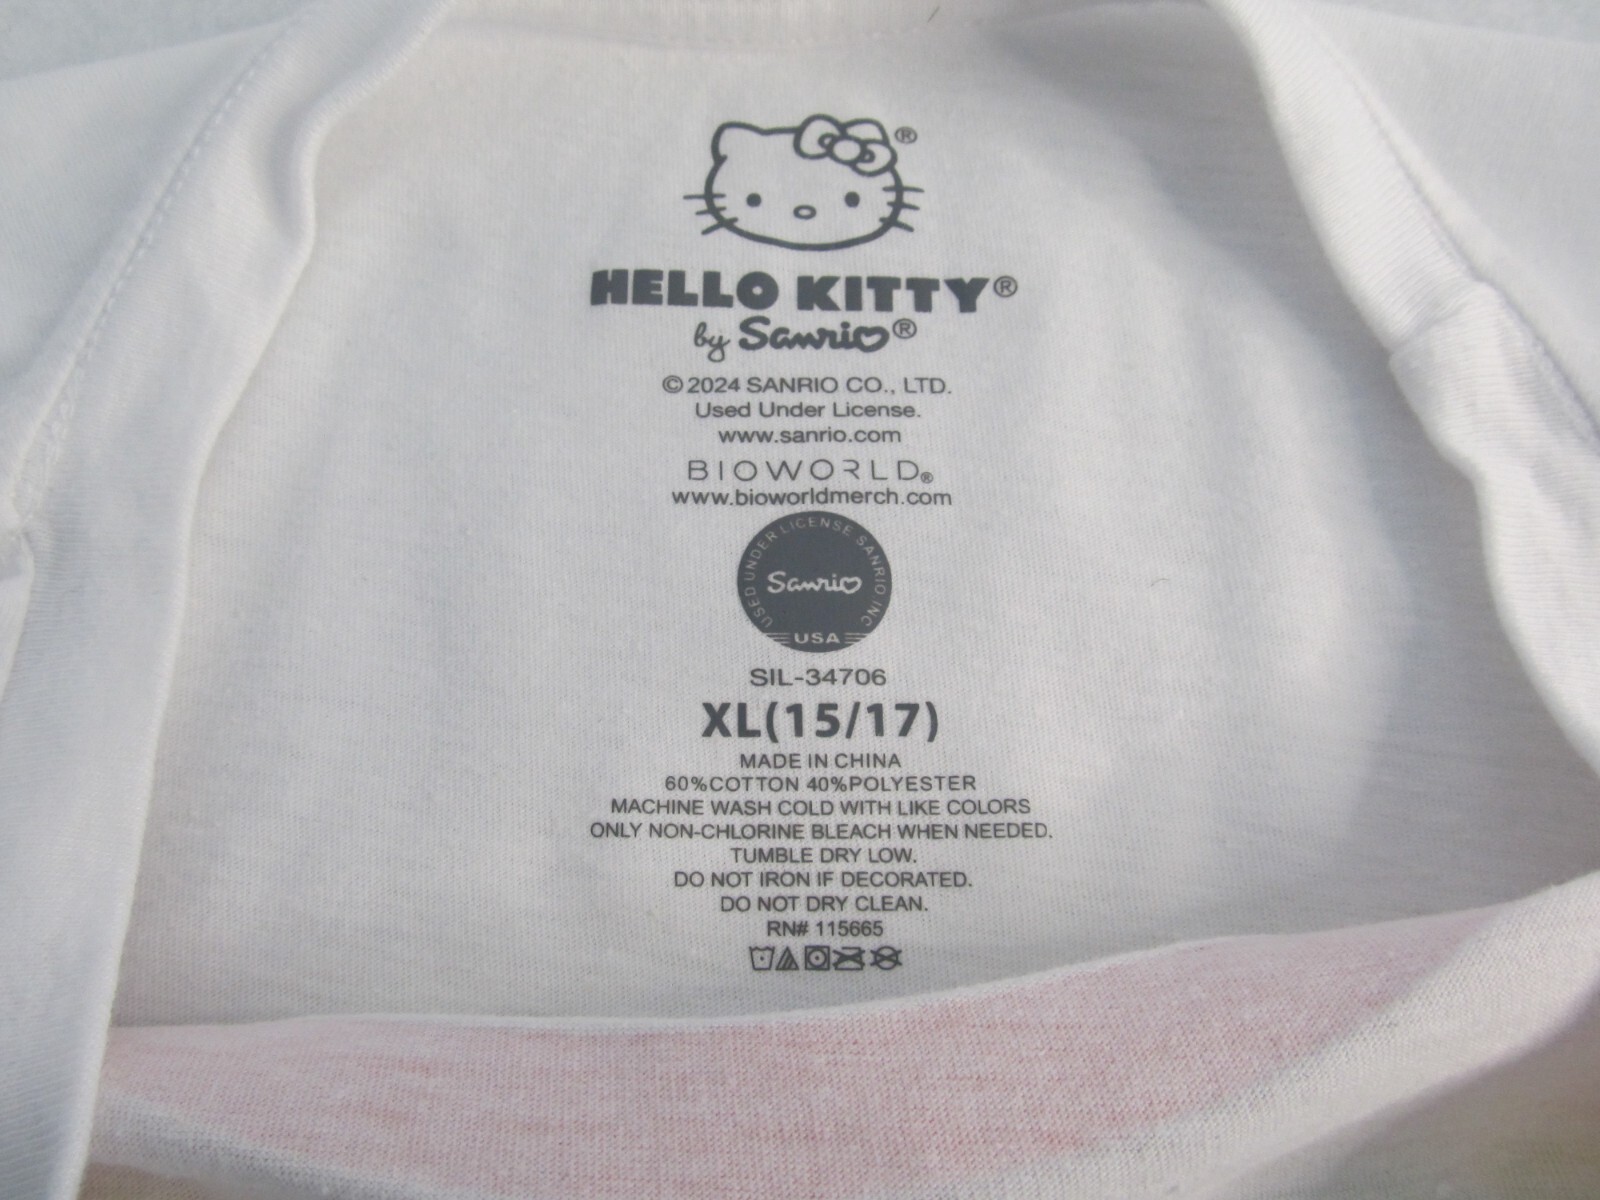 ®
HELLO KITTY®
by Sanrio®
© 2024 SANRIO CO., LTD.
Used Under License.
www.sanrio.com
BIOWORLD®
www.bioworldmerch.com
USED UNDER LICENSE SANRIO, INC
Sanrio
USA
SIL-34706
XL(15/17)
MADE IN CHINA
60%COTTON 40%POLYESTER
MACHINE WASH COLD WITH LIKE COLORS
ONLY NON-CHLORINE BLEACH WHEN NEEDED.
TUMBLE DRY LOW.
DO NOT IRON IF DECORATED.
DO NOT DRY CLEAN.
RN# 115665